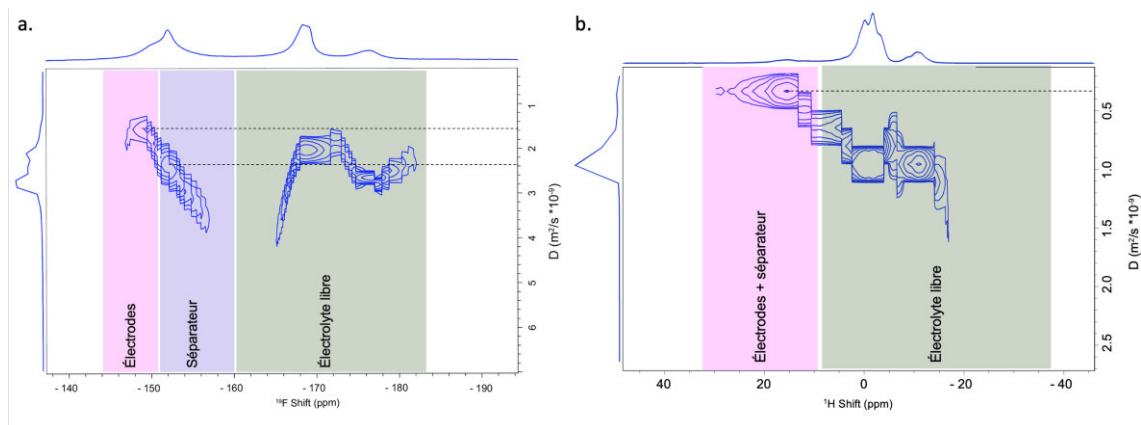 a.
Électrodes
Séparateur
Électrolyte libre
1
2
3
4
5
6
D (m²/s *10⁻⁹)
- 140
- 150
- 160
- 170
- 180
- 190
¹⁹F Shift (ppm)
b.
Électrodes + séparateur
Électrolyte libre
0.5
1.0
1.5
2.0
2.5
D (m²/s *10⁻⁹)
40
20
0
- 20
- 40
¹H Shift (ppm)